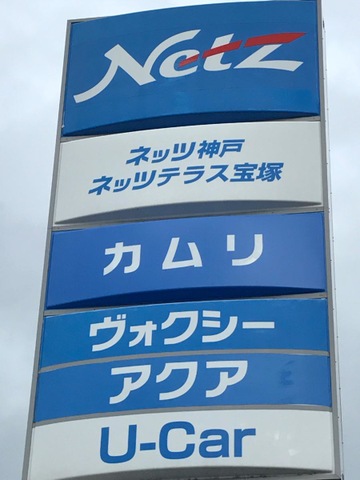 Netz
ネッツ神戸
ネッツテラス宝塚
カムリ
ヴォクシー
アクア
U-Car